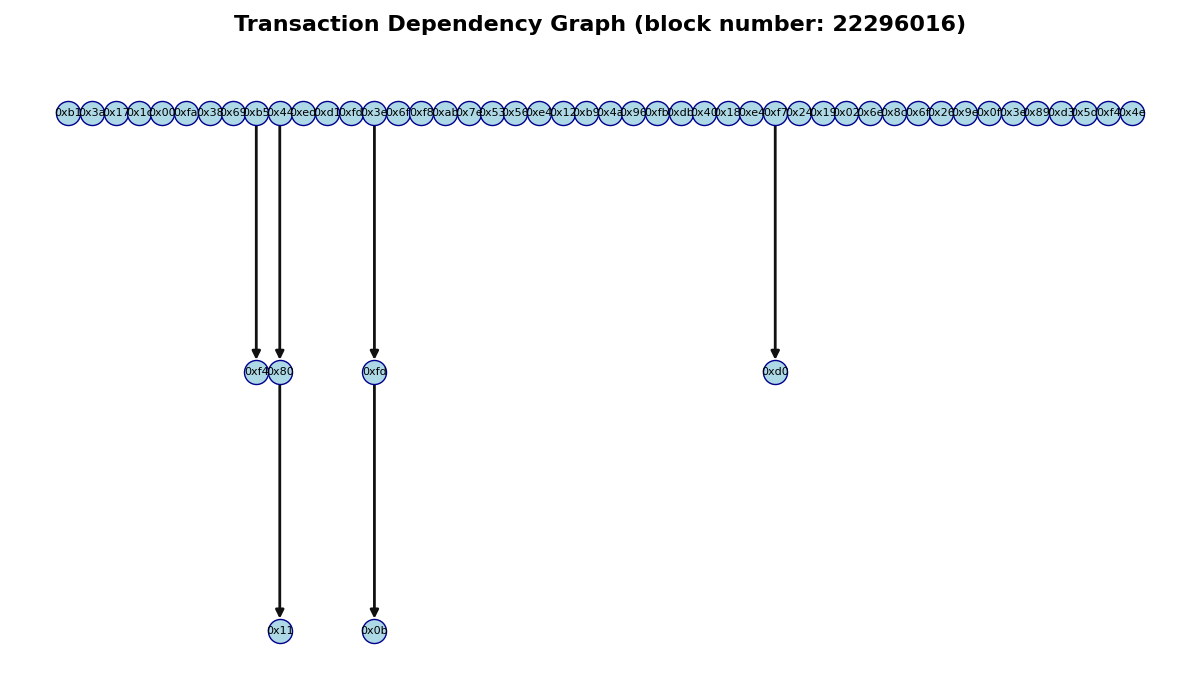 Transaction Dependency Graph (block number: 22296016)
0xb1 0x3a 0x17 0x1c 0x00 0xfa 0x38 0x69 0xb5 0x44 0xed 0xd1 0xfd 0x3e 0x6f 0xf8 0xab 0x7e 0x53 0x56 0xe4 0x12 0xb9 0x4a 0x96 0xfb 0xdb 0x40 0x18 0xe4 0xf7 0x24 0x19 0x02 0x6e 0x8c 0x6f 0x26 0x9e 0x0f 0x3e 0x89 0xd3 0x5d 0xf4 0x4e
0xf4 0x80 0xfd 0xd0
0x11 0x0b